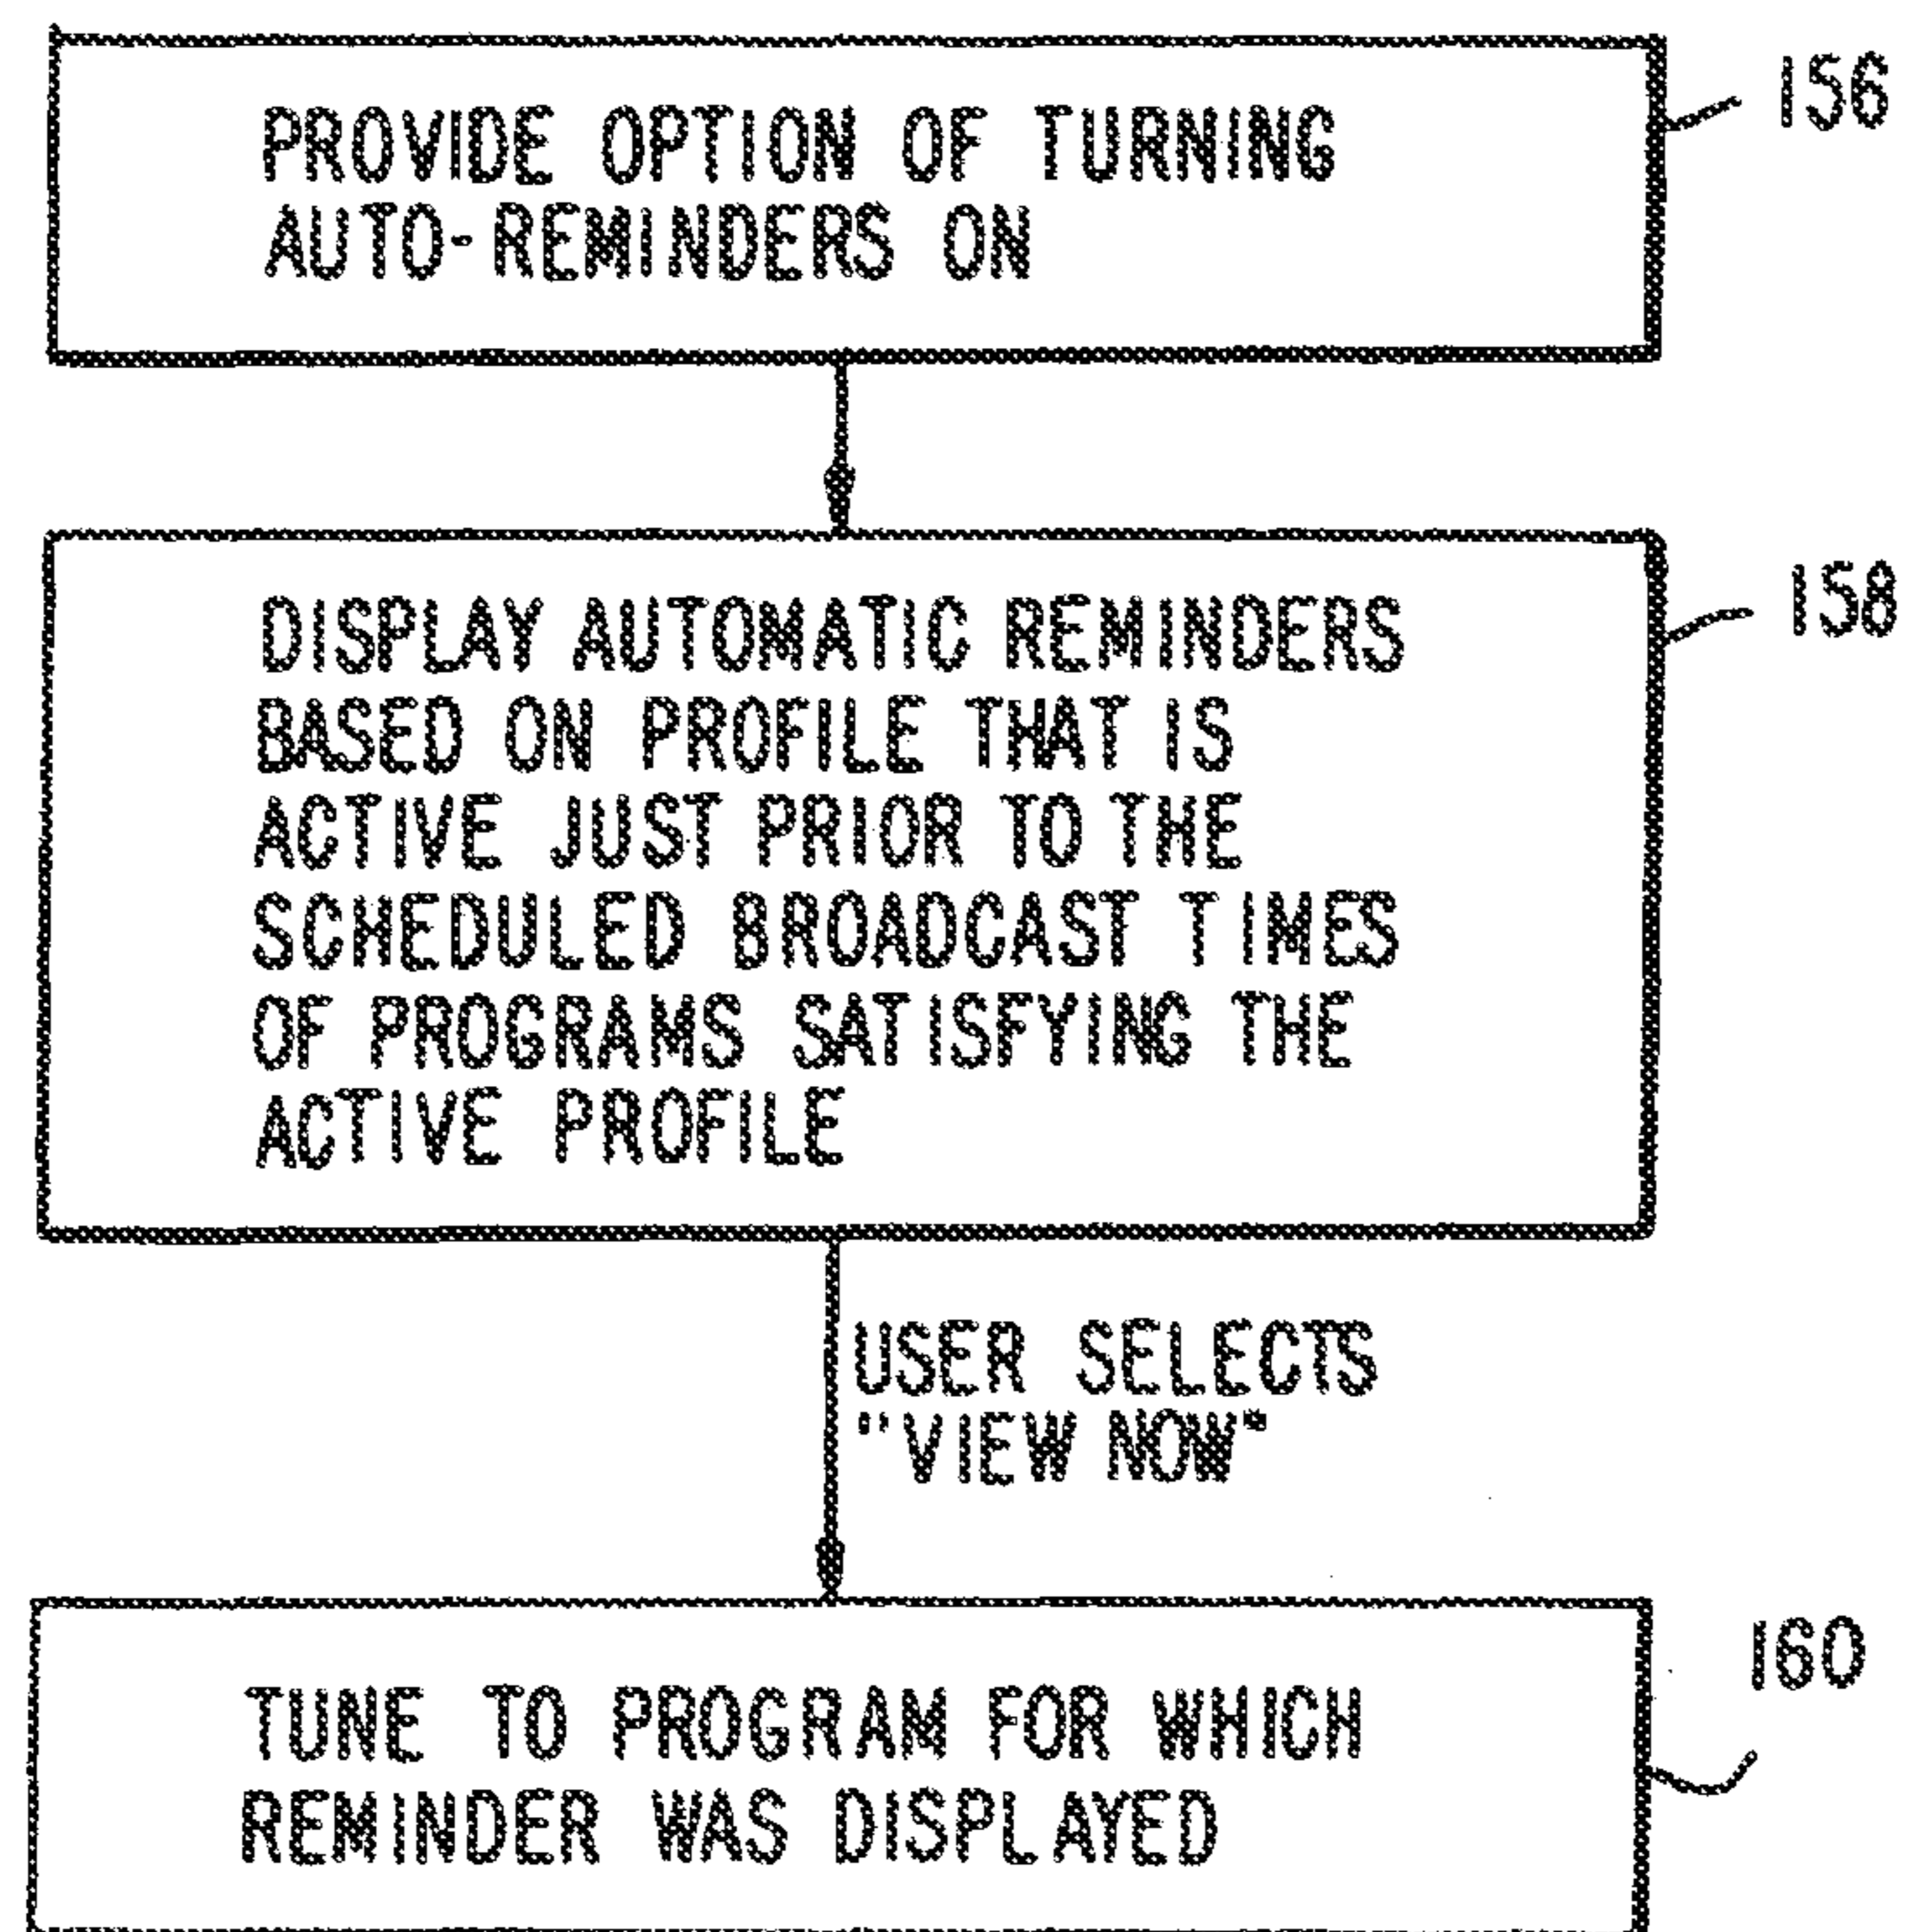 PROVIDE OPTION OF TURNING
AUTO-REMINDERS ON
156
DISPLAY AUTOMATIC REMINDERS
BASED ON PROFILE THAT IS
ACTIVE JUST PRIOR TO THE
SCHEDULED BROADCAST TIMES
OF PROGRAMS SATISFYING THE
ACTIVE PROFILE
158
USER SELECTS
"VIEW NOW"
TUNE TO PROGRAM FOR WHICH
REMINDER WAS DISPLAYED
160